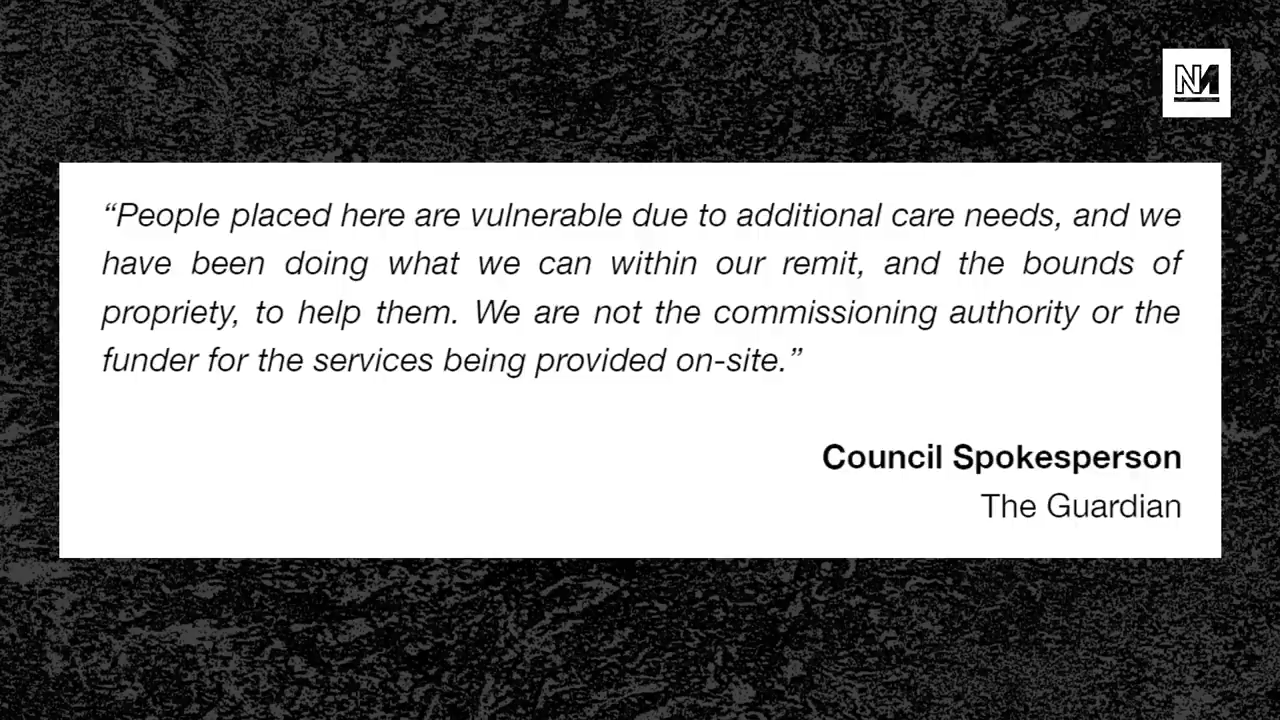 NM
“People placed here are vulnerable due to additional care needs, and we
have been doing what we can within our remit, and the bounds of
propriety, to help them. We are not the commissioning authority or the
funder for the services being provided on-site.”
Council Spokesperson
The Guardian